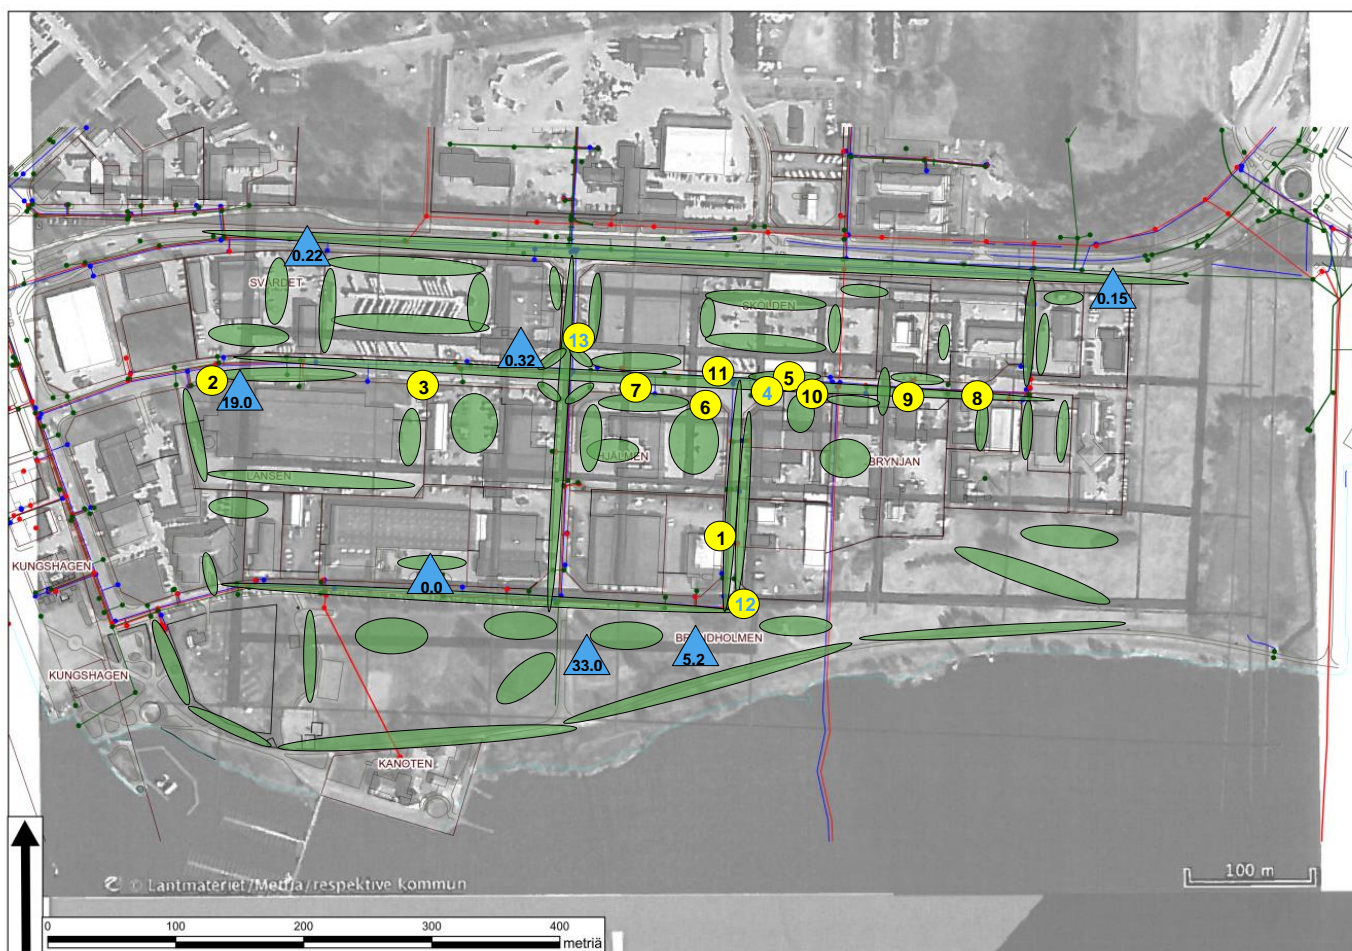 0.22
SVÄRDET
0.15
SKÖLDEN
13
0.32
2
19.0
3
7
11
5
4
10
6
9
8
HJÄLMEN
BRYNJAN
LANSEN
1
KUNGSHAGEN
0.0
12
BRANDHOLMEN
33.0
5.2
KUNGSHAGEN
KANOTEN
© Lantmäteriet/Metria/respektive kommun
100 m
0 100 200 300 400
metriä